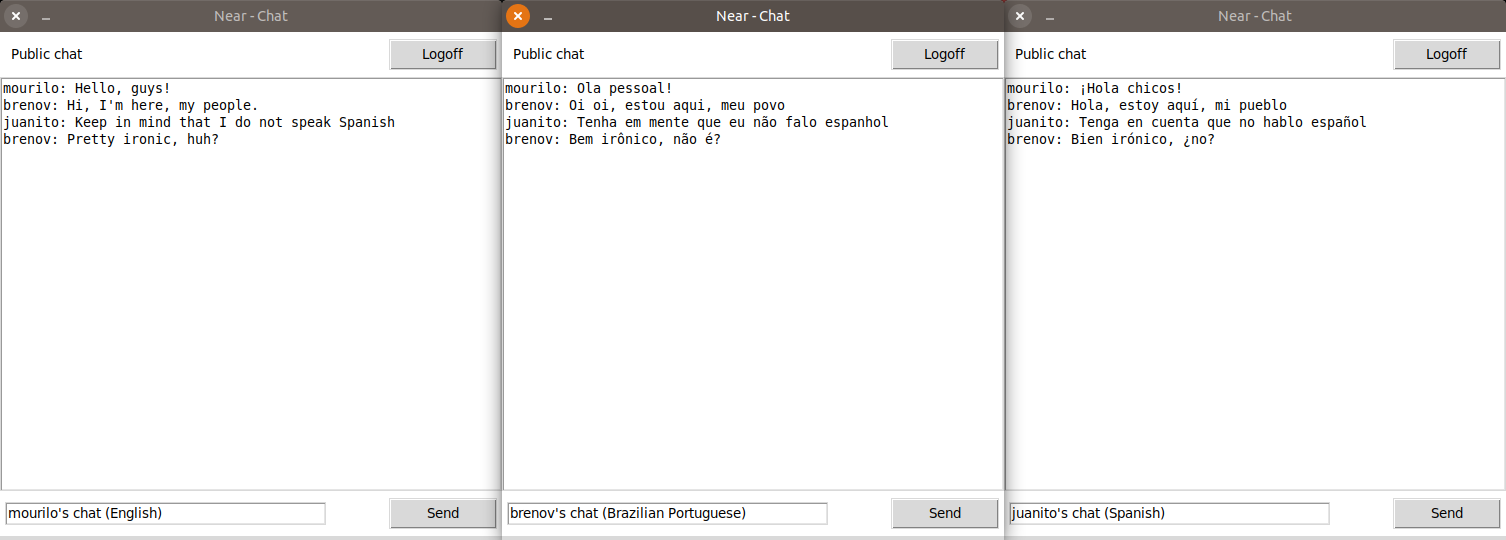 Near - Chat
Public chat
Logoff
mourilo: Hello, guys!
brenov: Hi, I'm here, my people.
juanito: Keep in mind that I do not speak Spanish
brenov: Pretty ironic, huh?
mourilo's chat (English)
Send
Near - Chat
Public chat
Logoff
mourilo: Ola pessoal!
brenov: Oi oi, estou aqui, meu povo
juanito: Tenha em mente que eu não falo espanhol
brenov: Bem irônico, não é?
brenov's chat (Brazilian Portuguese)
Send
Near - Chat
Public chat
Logoff
mourilo: ¡Hola chicos!
brenov: Hola, estoy aquí, mi pueblo
juanito: Tenga en cuenta que no hablo español
brenov: Bien irónico, ¿no?
juanito's chat (Spanish)
Send